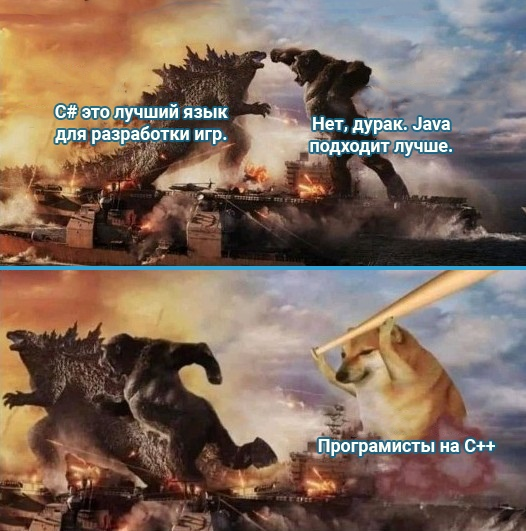 C# это лучший язык
для разработки игр.
Нет, дурак. Java
подходит лучше.
Програмисты на C++